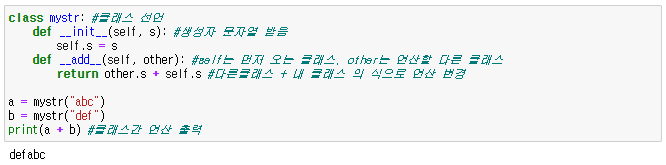 class mystr: #클래스 선언
    def __init__(self, s): #생성자 문자열 받음
        self.s = s
    def __add__(self, other): #self는 먼저 오는 클래스, other는 연산할 다른 클래스
        return other.s + self.s #다른클래스 + 내 클래스 의 식으로 연산 변경
a = mystr("abc")
b = mystr("def")
print(a + b) #클래스간 연산 출력
defabc